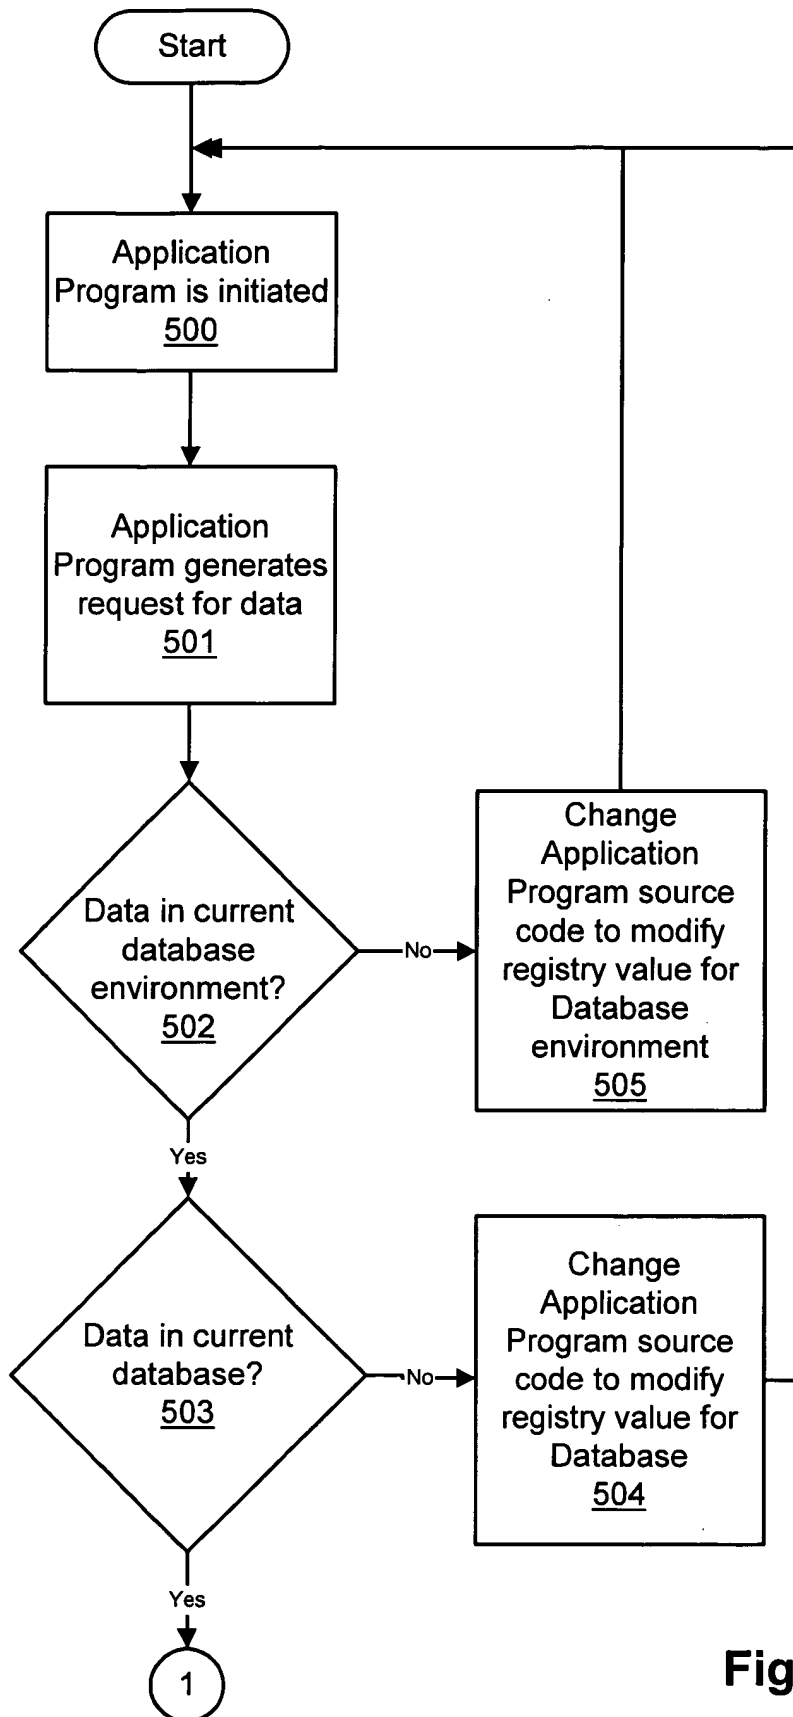 Start
Application
Program is initiated
500
Application
Program generates
request for data
501
Data in current
database
environment?
502
No
Change
Application
Program source
code to modify
registry value for
Database
environment
505
Yes
Data in current
database?
503
No
Change
Application
Program source
code to modify
registry value for
Database
504
Yes
1
Fig